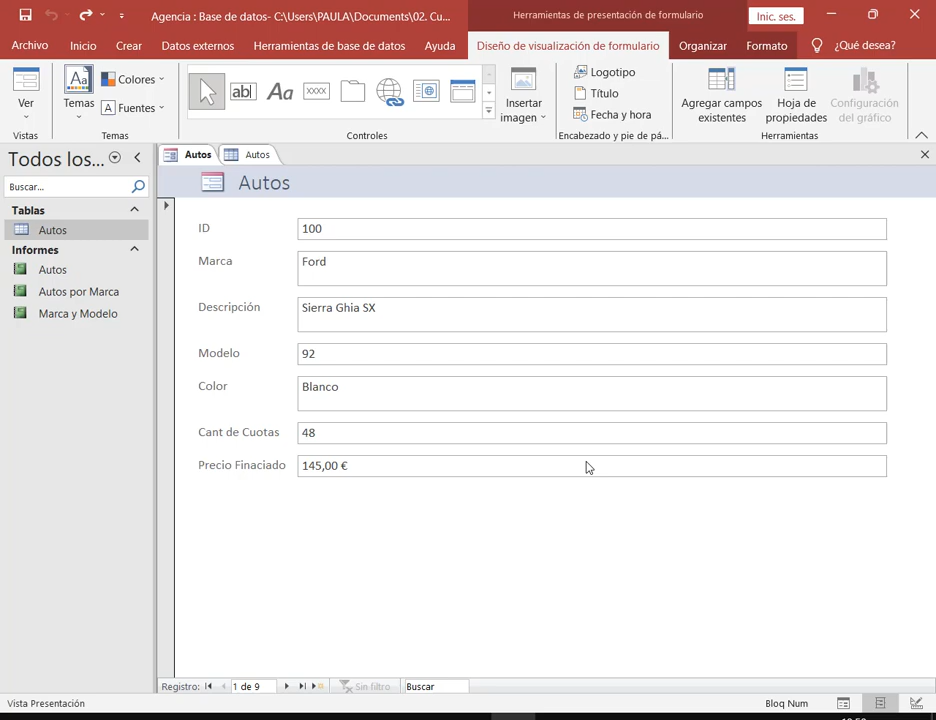 Agencia : Base de datos- C:\Users\PAULA\Documents\02. Cu...
Herramientas de presentación de formulario
Inic. ses.
Archivo
Inicio
Crear
Datos externos
Herramientas de base de datos
Ayuda
Diseño de visualización de formulario
Organizar
Formato
¿Qué desea?
Ver
Vistas
Aa
Temas
Colores
A Fuentes
Temas
ab|
Aa
XXXX
Controles
Insertar
imagen
Logotipo
Título
Fecha y hora
Encabezado y pie de pá...
Agregar campos
existentes
Hoja de
propiedades
Configuración
del gráfico
Herramientas
Todos los...
Buscar...
Tablas
Autos
Informes
Autos
Autos por Marca
Marca y Modelo
Autos
Autos
Autos
ID
100
Marca
Ford
Descripción
Sierra Ghia SX
Modelo
92
Color
Blanco
Cant de Cuotas
48
Precio Finaciado
145,00 €
Registro:
1 de 9
Sin filtro
Buscar
Vista Presentación
Bloq Num